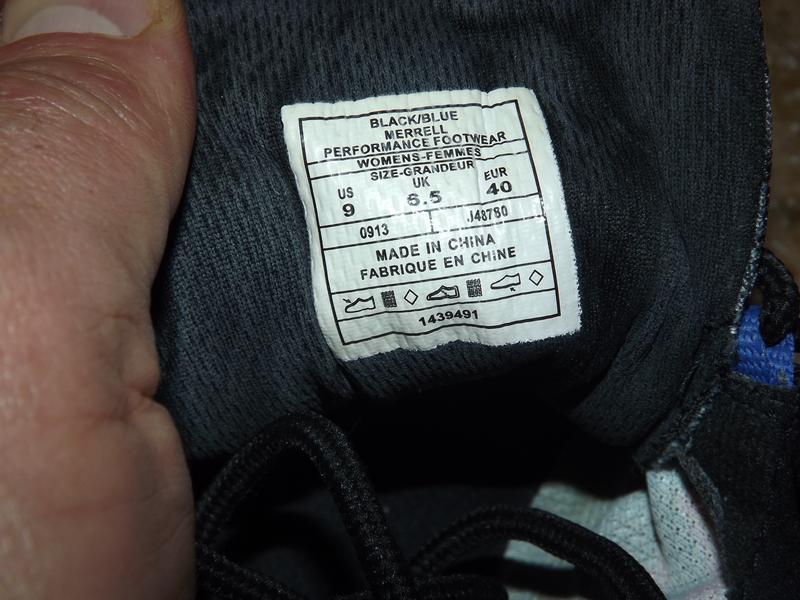 BLACK/BLUE
MERRELL
PERFORMANCE FOOTWEAR
WOMENS-FEMMES
SIZE-GRANDEUR
US UK EUR
9 6.5 40
0913 J48780
MADE IN CHINA
FABRIQUE EN CHINE
1439491